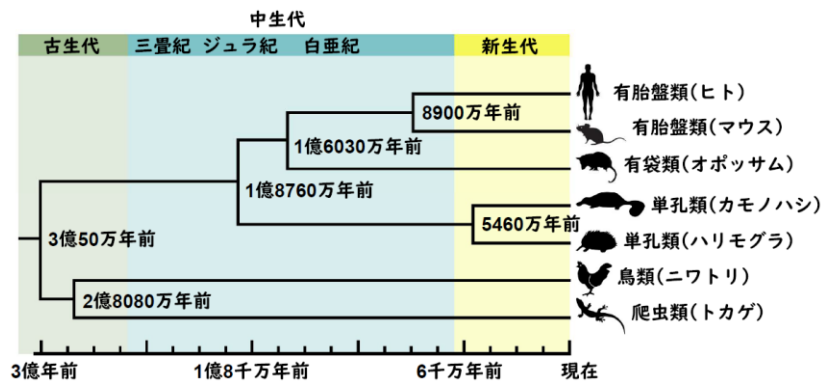 中生代
古生代 三畳紀 ジュラ紀 白亜紀 新生代
有胎盤類(ヒト)
8900万年前
有胎盤類(マウス)
1億6030万年前
有袋類(オポッサム)
1億8760万年前
単孔類(カモノハシ)
5460万年前
3億50万年前
単孔類(ハリモグラ)
鳥類(ニワトリ)
2億8080万年前
爬虫類(トカゲ)
3億年前 1億8千万年前 6千万年前 現在